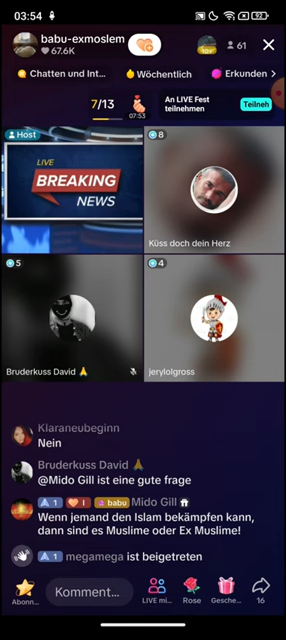 03:54
92
babu-exmoslem
67.6K
61
Chatten und Int...
Wöchentlich
Erkunden
7/13
07:53
An LIVE Fest
teilnehmen
Teilneh
Host
LIVE
BREAKING
NEWS
8
Küss doch dein Herz
5
Bruderkuss David
4
jerylolgross
Klaraneubeginn
Nein
Bruderkuss David
@Mido Gill ist eine gute frage
1 I babu Mido Gill
Wenn jemand den Islam bekämpfen kann,
dann sind es Muslime oder Ex Muslime!
1 megamega ist beigetreten
Abonn...
Kommentar...
LIVE mi...
Rose
Gesche...
16